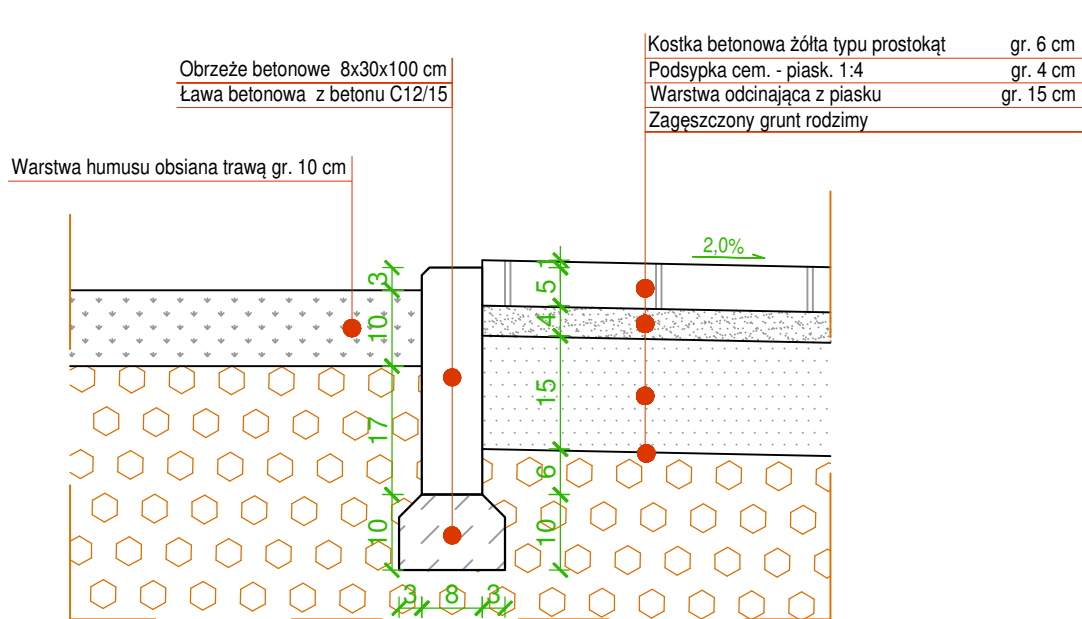 Kostka betonowa żółta typu prostokąt gr. 6 cm
Obrzeże betonowe 8x30x100 cm
Podsypka cem. - piask. 1:4 gr. 4 cm
Ława betonowa z betonu C12/15
Warstwa odcinająca z piasku gr. 15 cm
Zagęszczony grunt rodzimy
Warstwa humusu obsiana trawą gr. 10 cm
2,0%
3
10
17
10
1
5
4
15
6
10
3 8 3